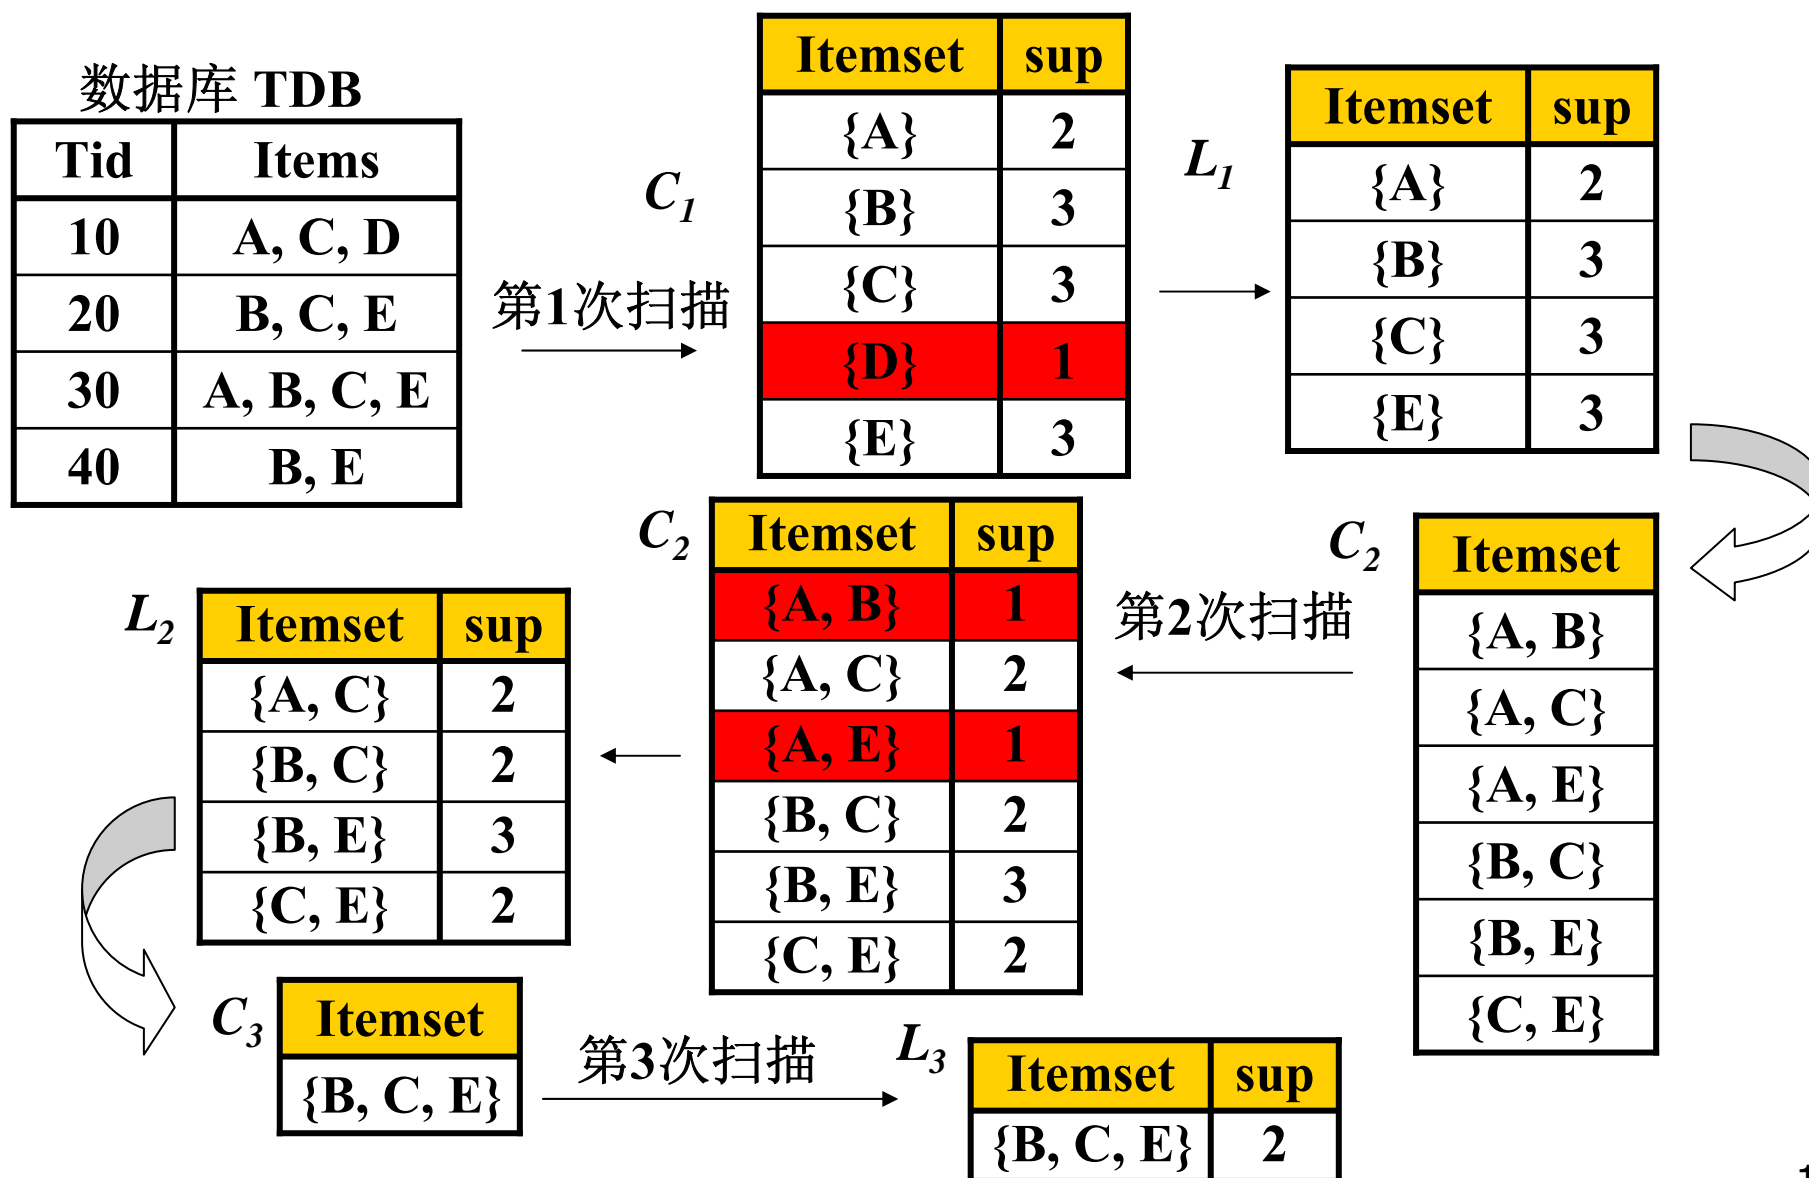 数据库 TDB
Tid Items
10 A, C, D
20 B, C, E
30 A, B, C, E
40 B, E
第1次扫描
C1
Itemset sup
{A} 2
{B} 3
{C} 3
{D} 1
{E} 3
L1
Itemset sup
{A} 2
{B} 3
{C} 3
{E} 3
C2
Itemset
{A, B}
{A, C}
{A, E}
{B, C}
{B, E}
{C, E}
第2次扫描
C2
Itemset sup
{A, B} 1
{A, C} 2
{A, E} 1
{B, C} 2
{B, E} 3
{C, E} 2
L2
Itemset sup
{A, C} 2
{B, C} 2
{B, E} 3
{C, E} 2
C3
Itemset
{B, C, E}
第3次扫描
L3
Itemset sup
{B, C, E} 2